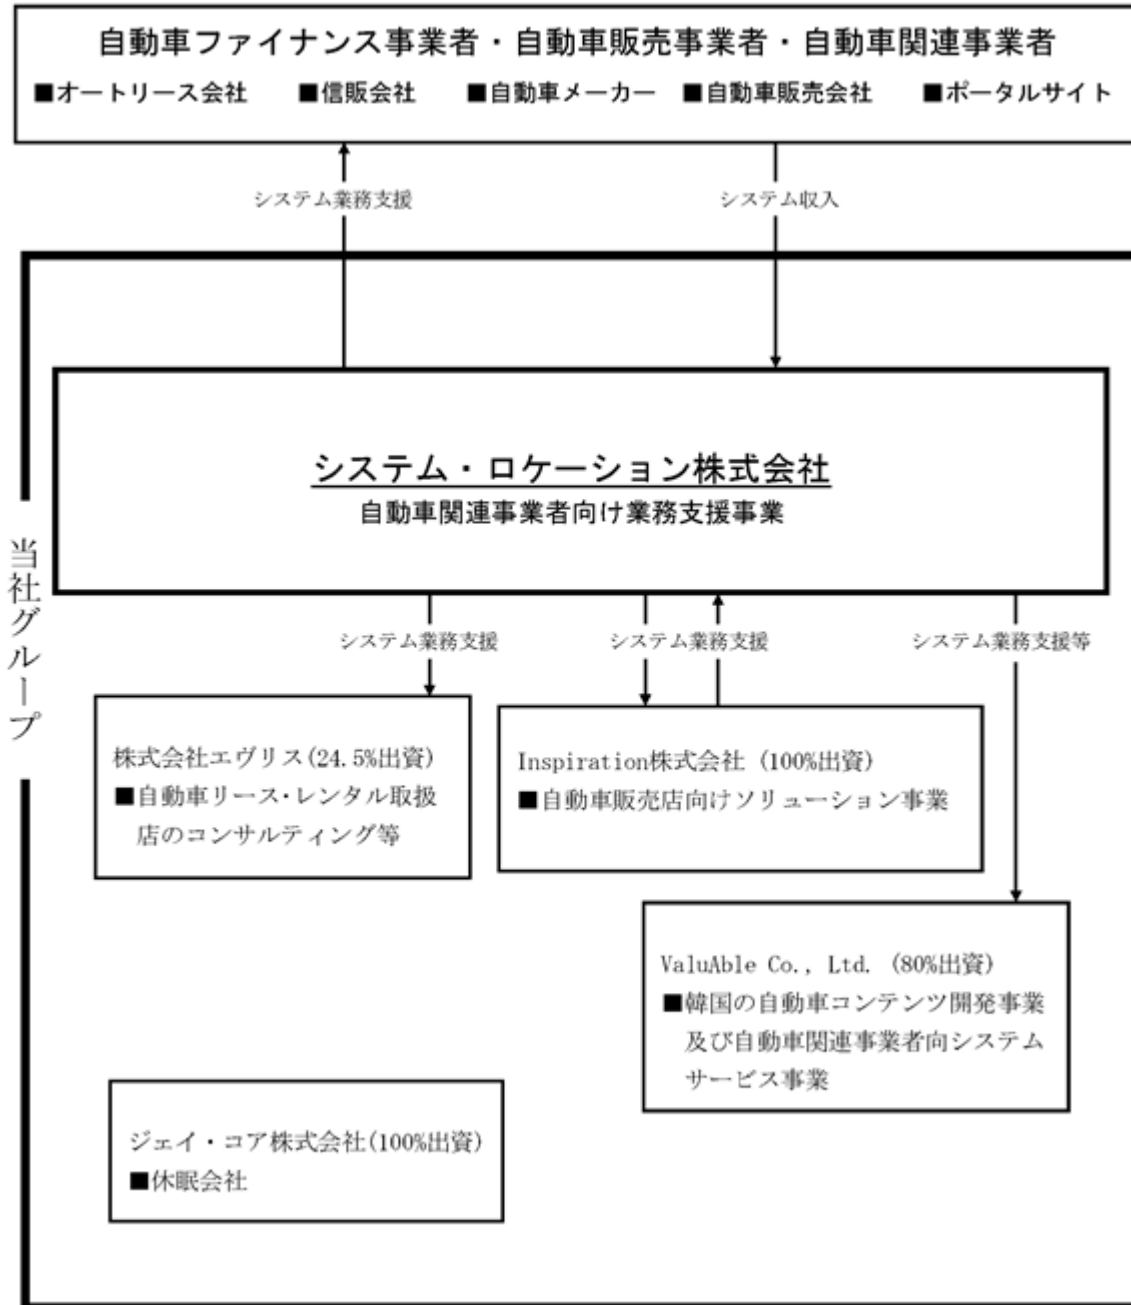 自動車ファイナンス事業者・自動車販売事業者・自動車関連事業者
■オートリース会社 ■信販会社 ■自動車メーカー ■自動車販売会社 ■ポータルサイト
システム業務支援 システム収入
システム・ロケーション株式会社
自動車関連事業者向け業務支援事業
当社グループ
システム業務支援 システム業務支援 システム業務支援等
株式会社エヴリス(24.5%出資)
■自動車リース・レンタル取扱
店のコンサルティング等
Inspiration株式会社 (100%出資)
■自動車販売店向けソリューション事業
ValuAble Co., Ltd. (80%出資)
■韓国の自動車コンテンツ開発事業
及び自動車関連事業者向システム
サービス事業
ジェイ・コア株式会社(100%出資)
■休眠会社